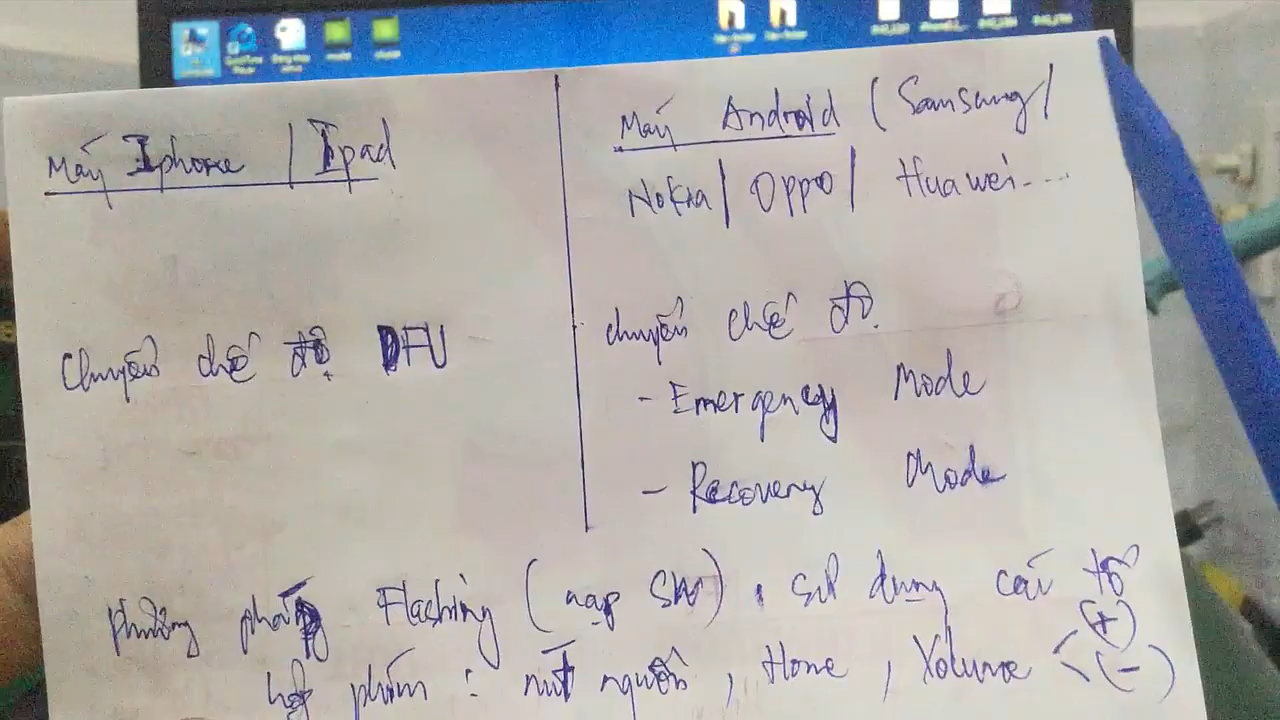 Máy Iphone / Ipad
Chuyển chế độ DFU
Máy Android (Samsung/
Nokia/ Oppo/ Huawei...
chuyển chế độ
- Emergency Mode
- Recovery Mode
Phương pháp Flashing (nạp SW), sử dụng các tổ
hợp phím : nút nguồn, Home, Volume < (+) (-)